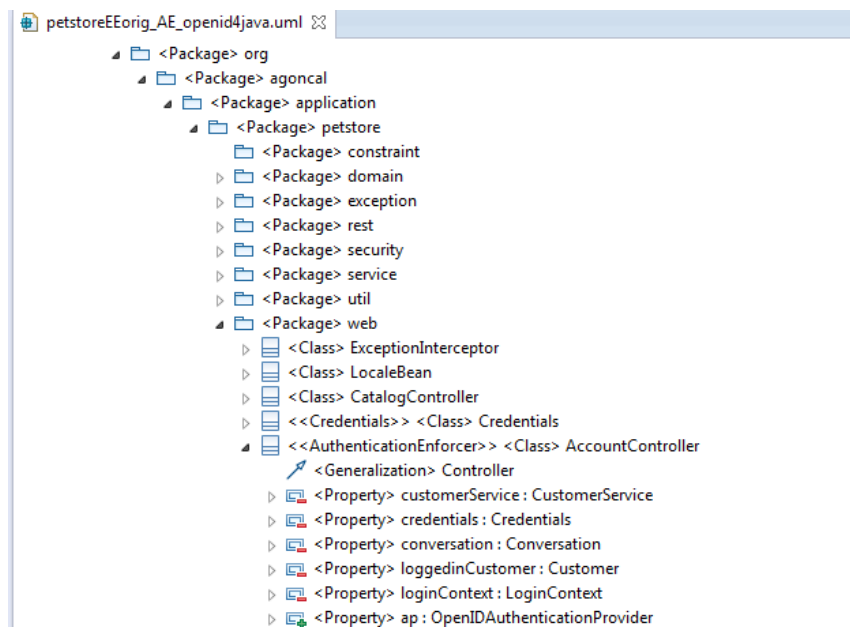 petstoreEEorig_AE_openid4java.uml
<Package> org
<Package> agoncal
<Package> application
<Package> petstore
<Package> constraint
<Package> domain
<Package> exception
<Package> rest
<Package> security
<Package> service
<Package> util
<Package> web
<Class> ExceptionInterceptor
<Class> LocaleBean
<Class> CatalogController
<<Credentials>> <Class> Credentials
<<AuthenticationEnforcer>> <Class> AccountController
<Generalization> Controller
<Property> customerService : CustomerService
<Property> credentials : Credentials
<Property> conversation : Conversation
<Property> loggedinCustomer : Customer
<Property> loginContext : LoginContext
<Property> ap : OpenIDAuthenticationProvider